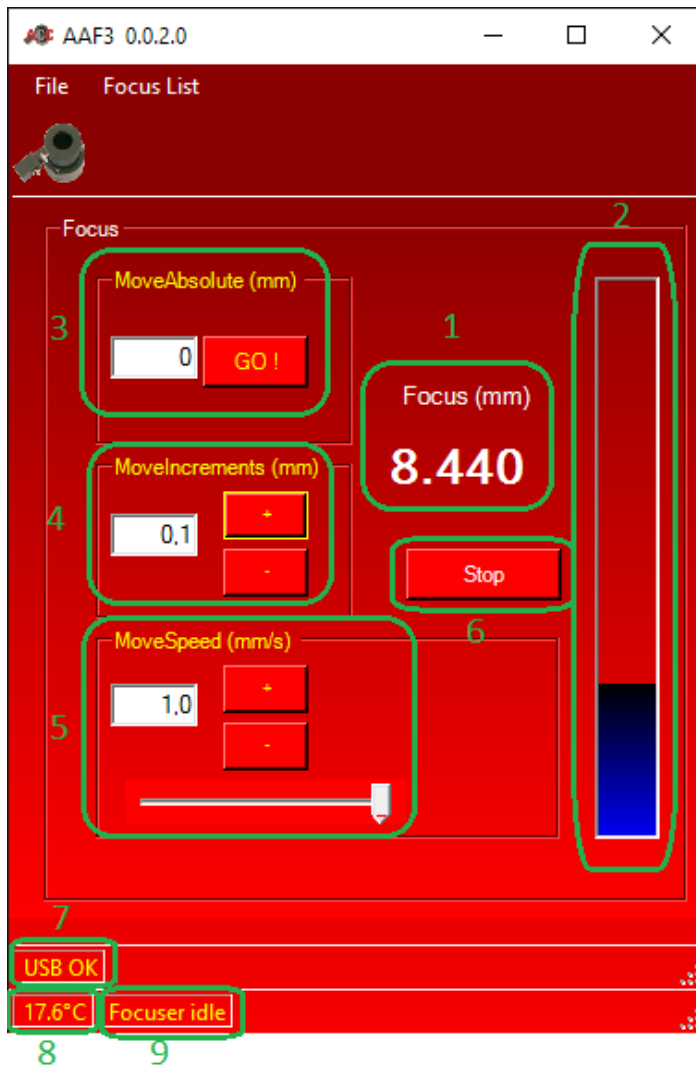 AAF3 0.0.2.0
File Focus List
2
Focus
MoveAbsolute (mm)
3
0 GO !
1
Focus (mm)
8.440
MoveIncrements (mm)
4
0,1 +
-
Stop
6
MoveSpeed (mm/s)
5
1,0 +
-
7
USB OK
17.6°C Focuser idle
8 9